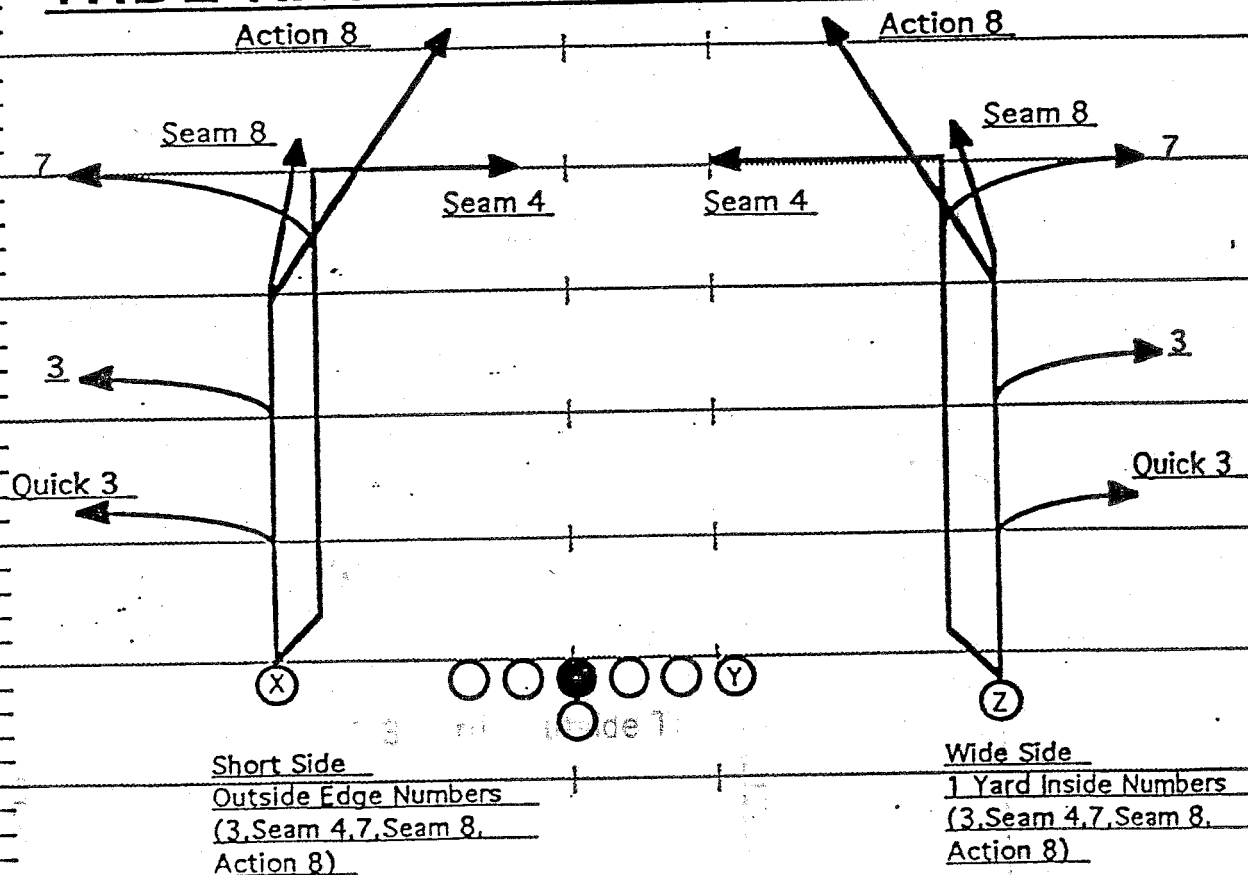 Action 8 Action 8
Seam 8 Seam 8
7 7
Seam 4 Seam 4
3 3
Quick 3 Quick 3
X Y Z
Short Side
Outside Edge Numbers
(3,Seam 4,7,Seam 8,
Action 8)
Wide Side
1 Yard Inside Numbers
(3,Seam 4,7,Seam 8,
Action 8)